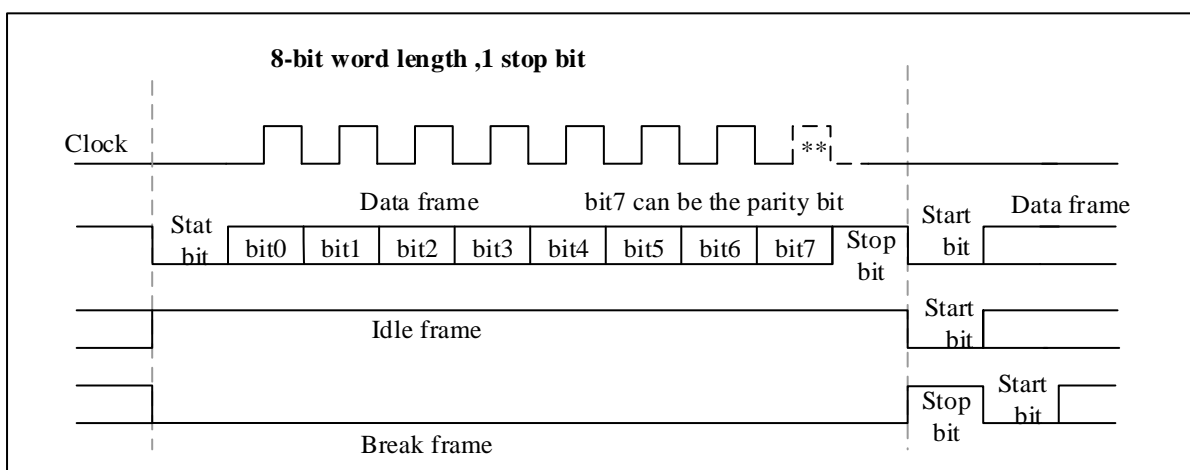 8-bit word length ,1 stop bit
Clock
**
Data frame
bit7 can be the parity bit
Stat
bit
bit0
bit1
bit2
bit3
bit4
bit5
bit6
bit7
Stop
bit
Start
bit
Data frame
Idle frame
Start
bit
Break frame
Stop
bit
Start
bit